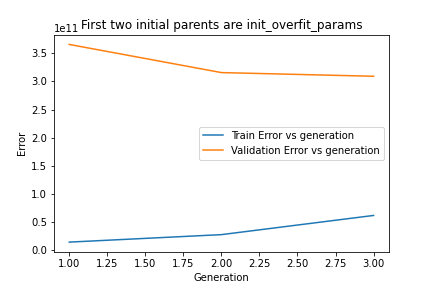 First two initial parents are init_overfit_params
1e11
3.5
3.0
2.5
2.0
1.5
1.0
0.5
0.0
Error
Train Error vs generation
Validation Error vs generation
1.00 1.25 1.50 1.75 2.00 2.25 2.50 2.75 3.00
Generation